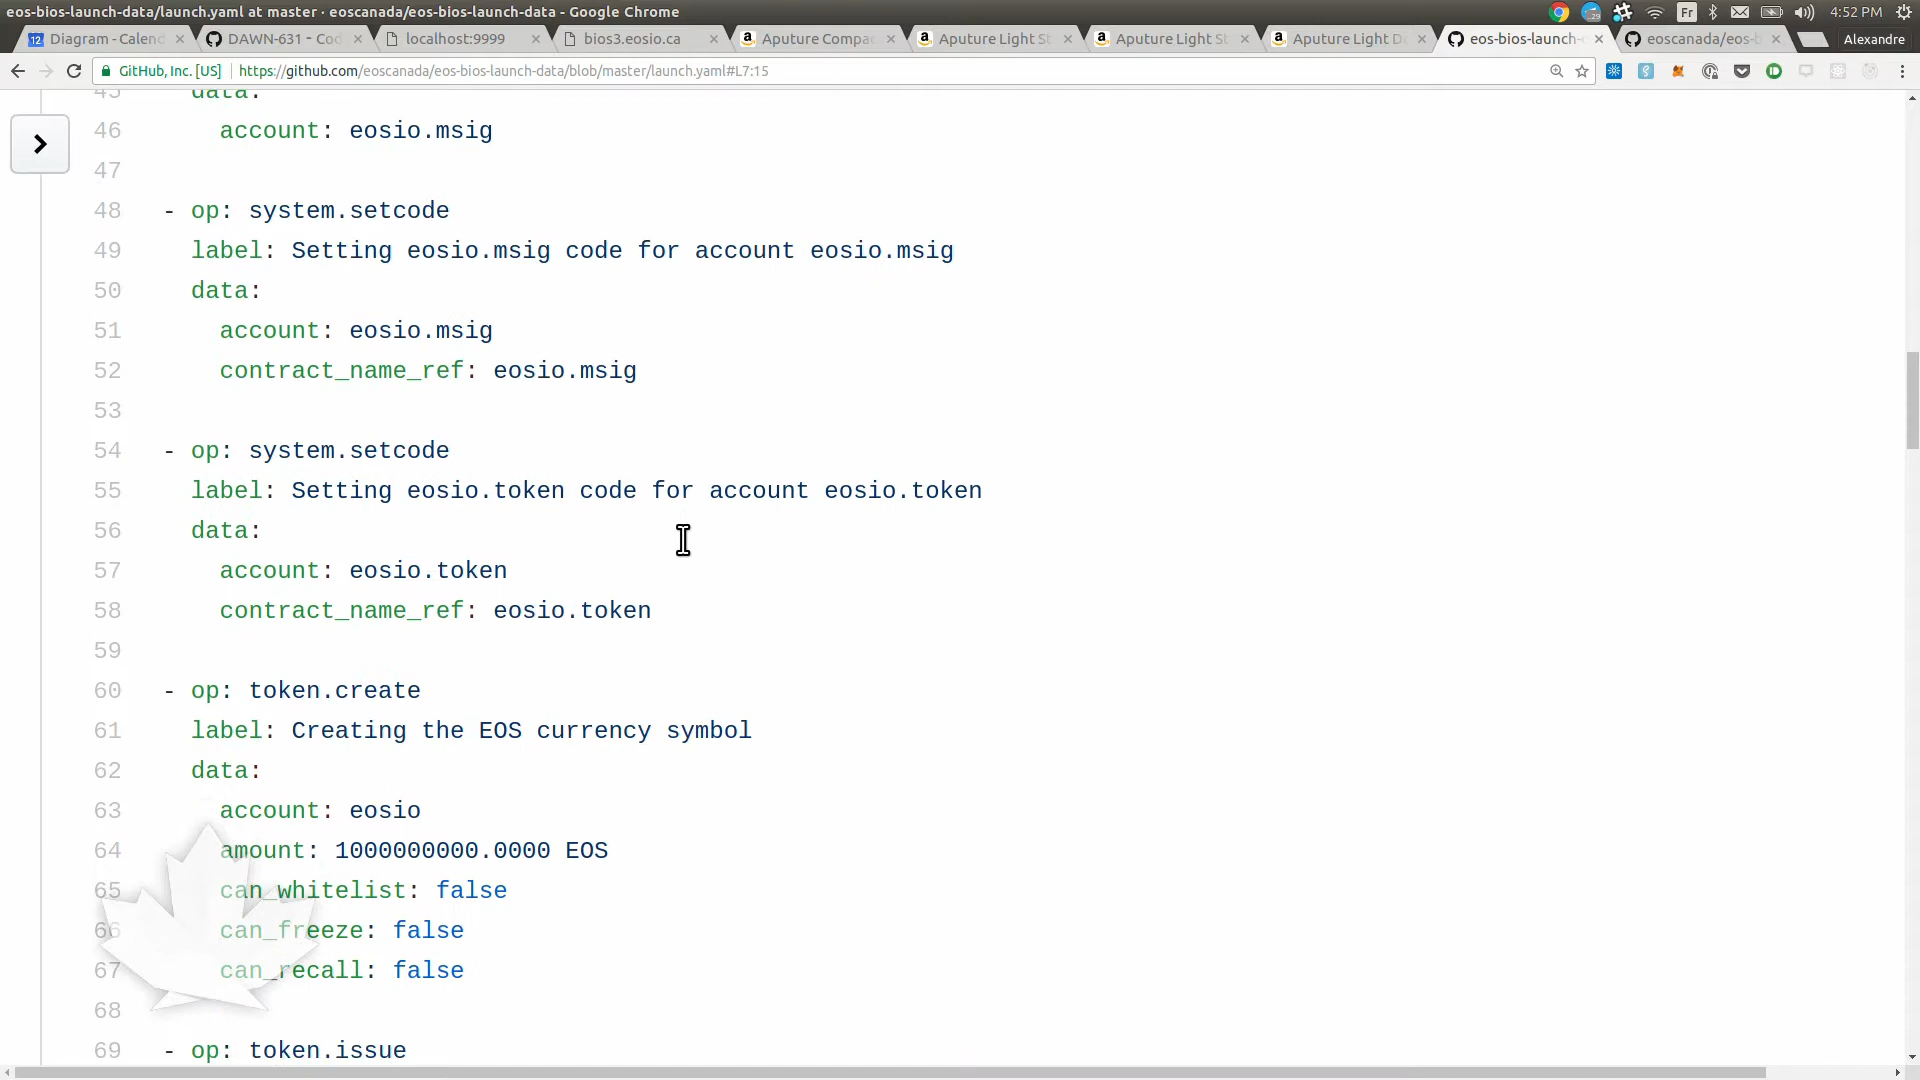 eos-bios-launch-data/launch.yaml at master · eoscanada/eos-bios-launch-data - Google Chrome
Fr
4:52 PM
12
Diagram - Calend
DAWN-631 - Cod
localhost:9999
bios3.eosio.ca
Aputure Compa
Aputure Light St
Aputure Light St
Aputure Light D
eos-bios-launch-
eoscanada/eos-b
Alexandre
GitHub, Inc. [US]
https://github.com/eoscanada/eos-bios-launch-data/blob/master/launch.yaml#L7:15
45 data:
46 account: eosio.msig
47
48 - op: system.setcode
49 label: Setting eosio.msig code for account eosio.msig
50 data:
51 account: eosio.msig
52 contract_name_ref: eosio.msig
53
54 - op: system.setcode
55 label: Setting eosio.token code for account eosio.token
56 data:
57 account: eosio.token
58 contract_name_ref: eosio.token
59
60 - op: token.create
61 label: Creating the EOS currency symbol
62 data:
63 account: eosio
64 amount: 1000000000.0000 EOS
65 can_whitelist: false
66 can_freeze: false
67 can_recall: false
68
69 - op: token.issue